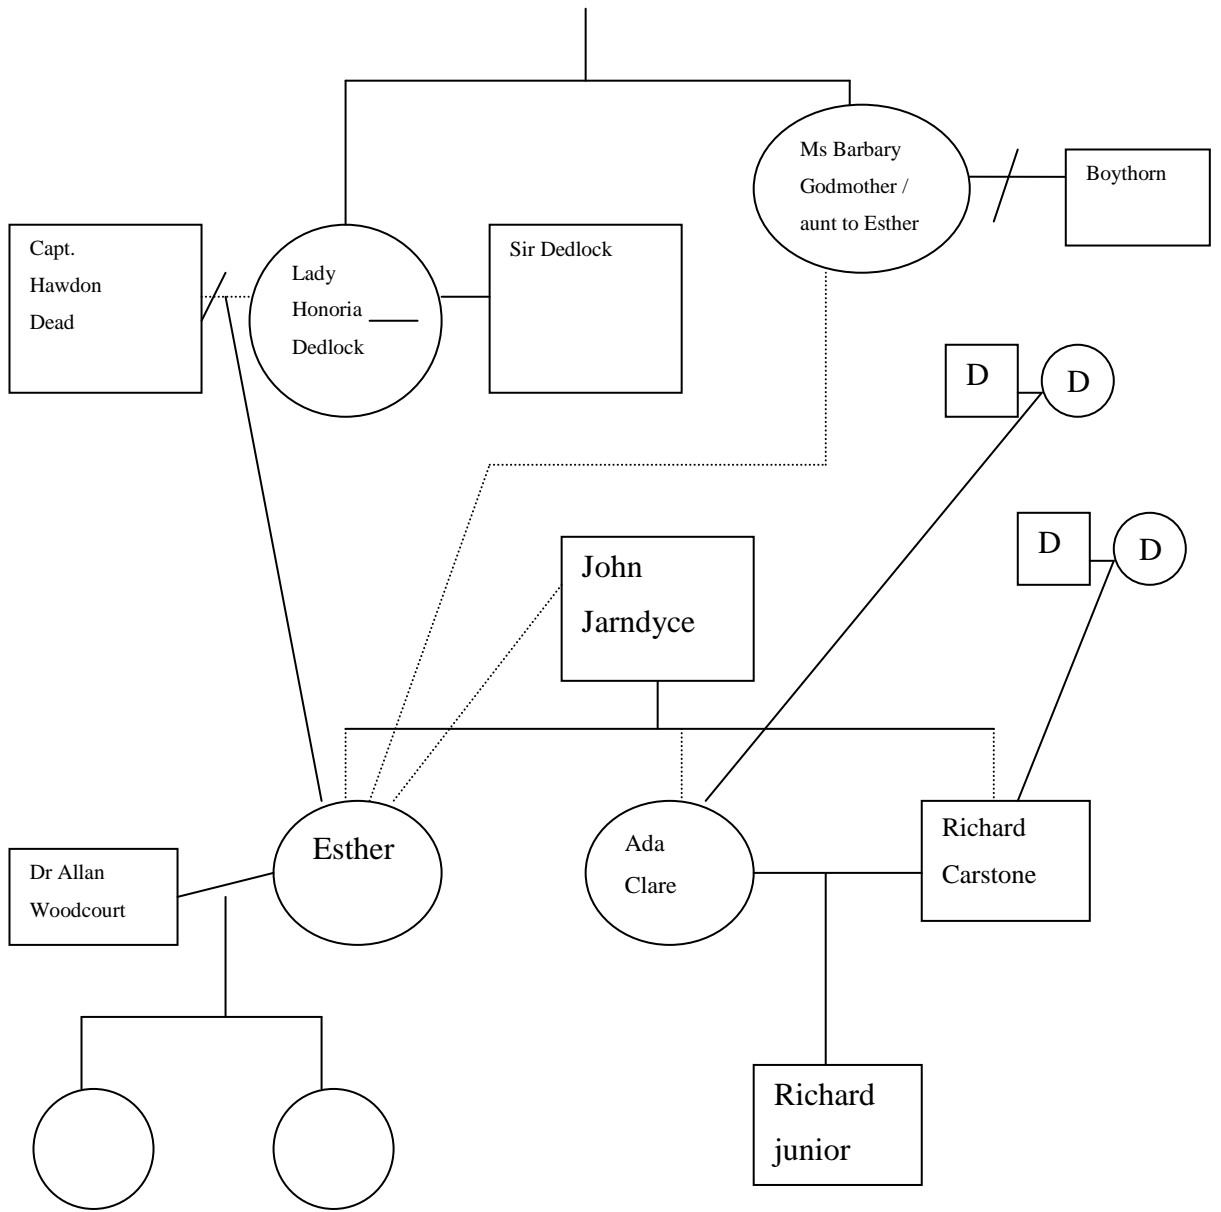 Ms Barbary
Godmother /
aunt to Esther
Boythorn
Capt.
Hawdon
Dead
Lady
Honoria
Dedlock
Sir Dedlock
D
D
D
D
John
Jarndyce
Esther
Ada
Clare
Richard
Carstone
Dr Allan
Woodcourt
Richard
junior